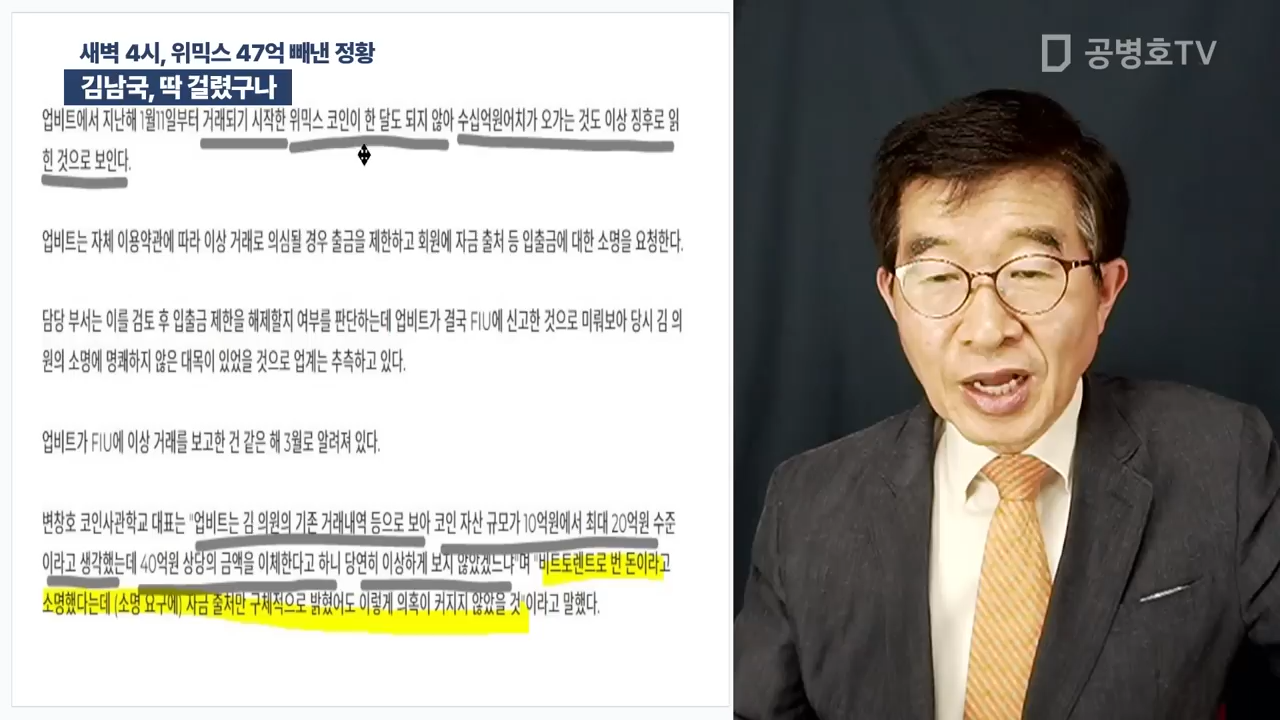 새벽 4시, 위믹스 47억 빼낸 정황
김남국, 딱 걸렸구나
공병호TV
업비트에서 지난해 1월11일부터 거래되기 시작한 위믹스 코인이 한 달도 되지 않아 수십억원어치가 오가는 것도 이상 징후로 읽
힌 것으로 보인다.
업비트는 자체 이용약관에 따라 이상 거래로 의심될 경우 출금을 제한하고 회원에 자금 출처 등 입출금에 대한 소명을 요청한다.
담당 부서는 이를 검토 후 입출금 제한을 해제할지 여부를 판단하는데 업비트가 결국 FIU에 신고한 것으로 미뤄보아 당시 김 의
원의 소명에 명쾌하지 않은 대목이 있었을 것으로 업계는 추측하고 있다.
업비트가 FIU에 이상 거래를 보고한 건 같은 해 3월로 알려져 있다.
변창호 코인사관학교 대표는 "업비트는 김 의원의 기존 거래내역 등으로 보아 코인 자산 규모가 10억원에서 최대 20억원 수준
이라고 생각했는데 40억원 상당의 금액을 이체한다고 하니 당연히 이상하게 보지 않았겠느냐"며 "비트토렌트로 번 돈이라고
소명했다는데 (소명 요구에) 자금 출처만 구체적으로 밝혔어도 이렇게 의혹이 커지지 않았을 것"이라고 말했다.